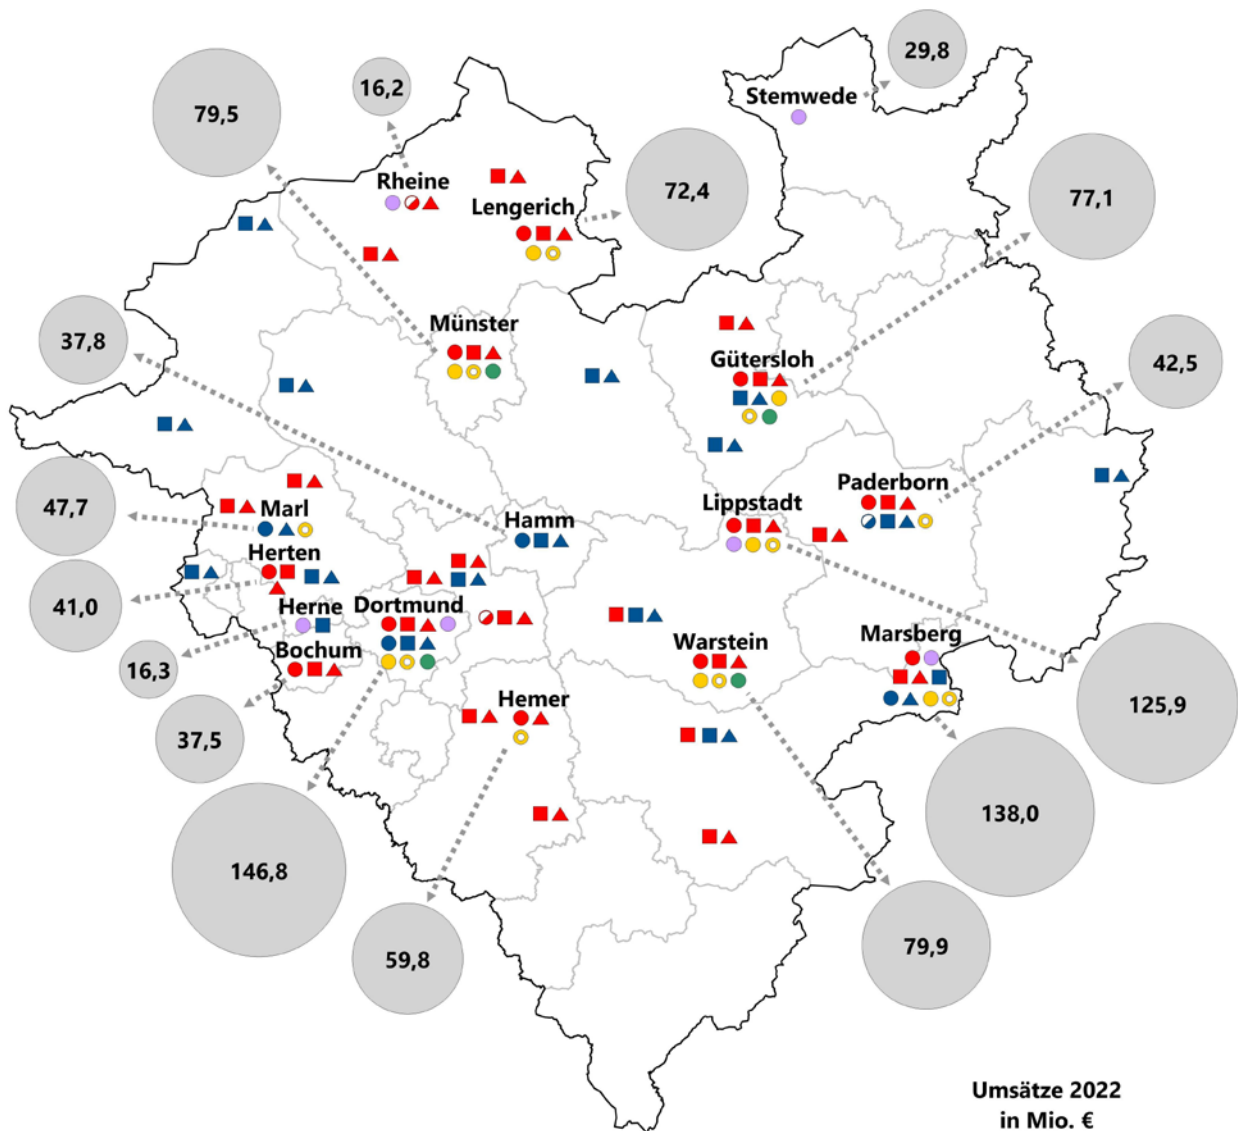 29,8
Stemwede
16,2
79,5
Rheine
72,4
77,1
Lengerich
37,8
Münster
Gütersloh
42,5
47,7
Marl
Hamm
Lippstadt
Paderborn
Herten
41,0
Herne
Dortmund
Warstein
Marsberg
Bochum
16,3
37,5
Hemer
125,9
138,0
146,8
59,8
79,9
Umsätze 2022
in Mio. €